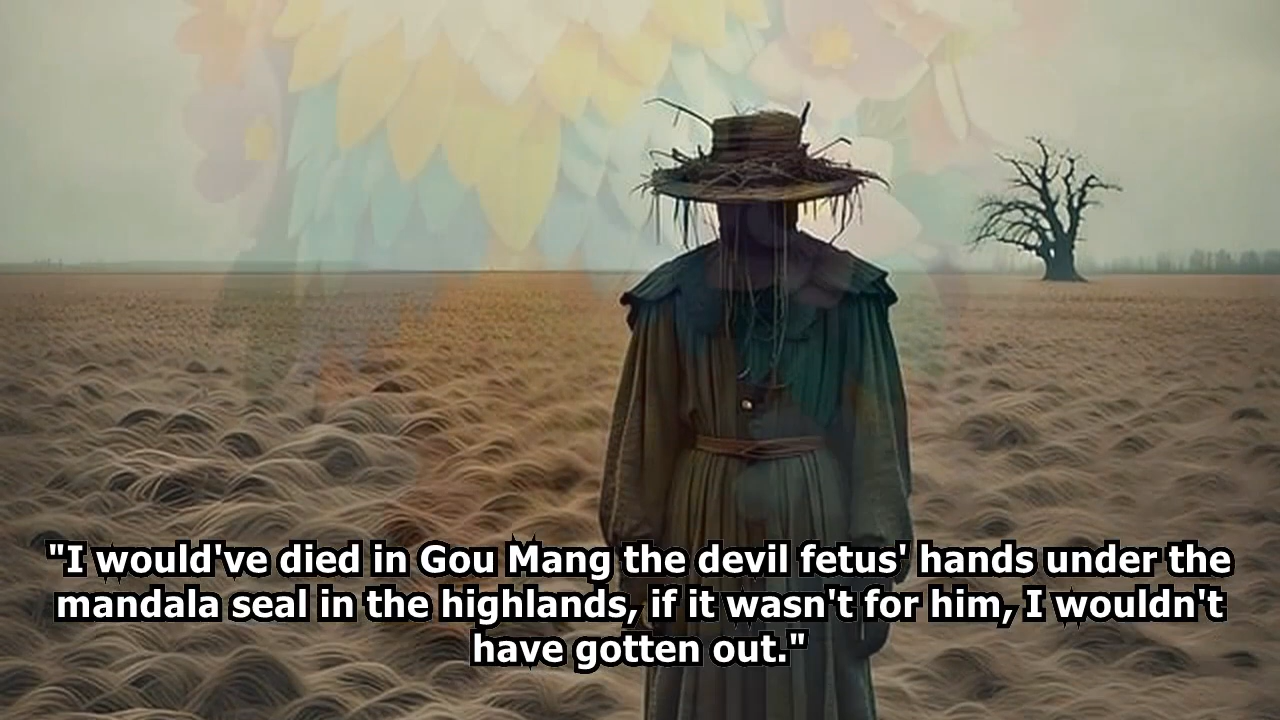 "I would've died in Gou Mang the devil fetus' hands under the
mandala seal in the highlands, if it wasn't for him, I wouldn't
have gotten out."